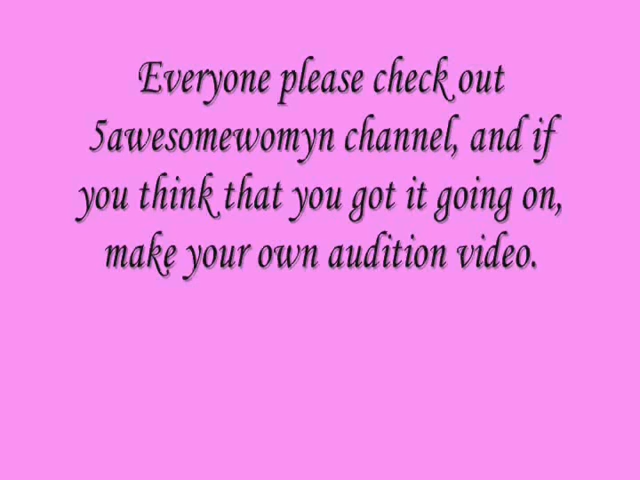 Everyone please check out
5awesomewomyn channel, and if
you think that you got it going on,
make your own audition video.